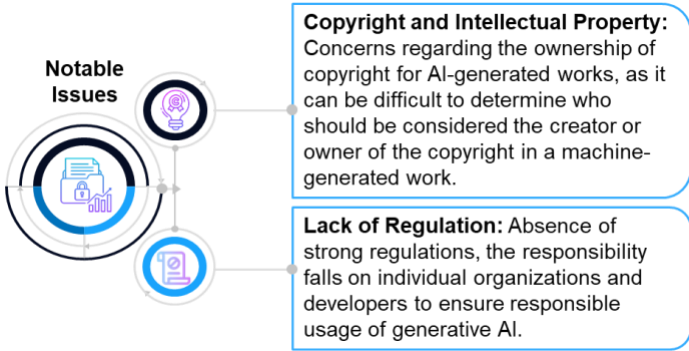 Notable
Issues
Copyright and Intellectual Property:
Concerns regarding the ownership of
copyright for AI-generated works, as it
can be difficult to determine who
should be considered the creator or
owner of the copyright in a machine-
generated work.
Lack of Regulation: Absence of
strong regulations, the responsibility
falls on individual organizations and
developers to ensure responsible
usage of generative AI.